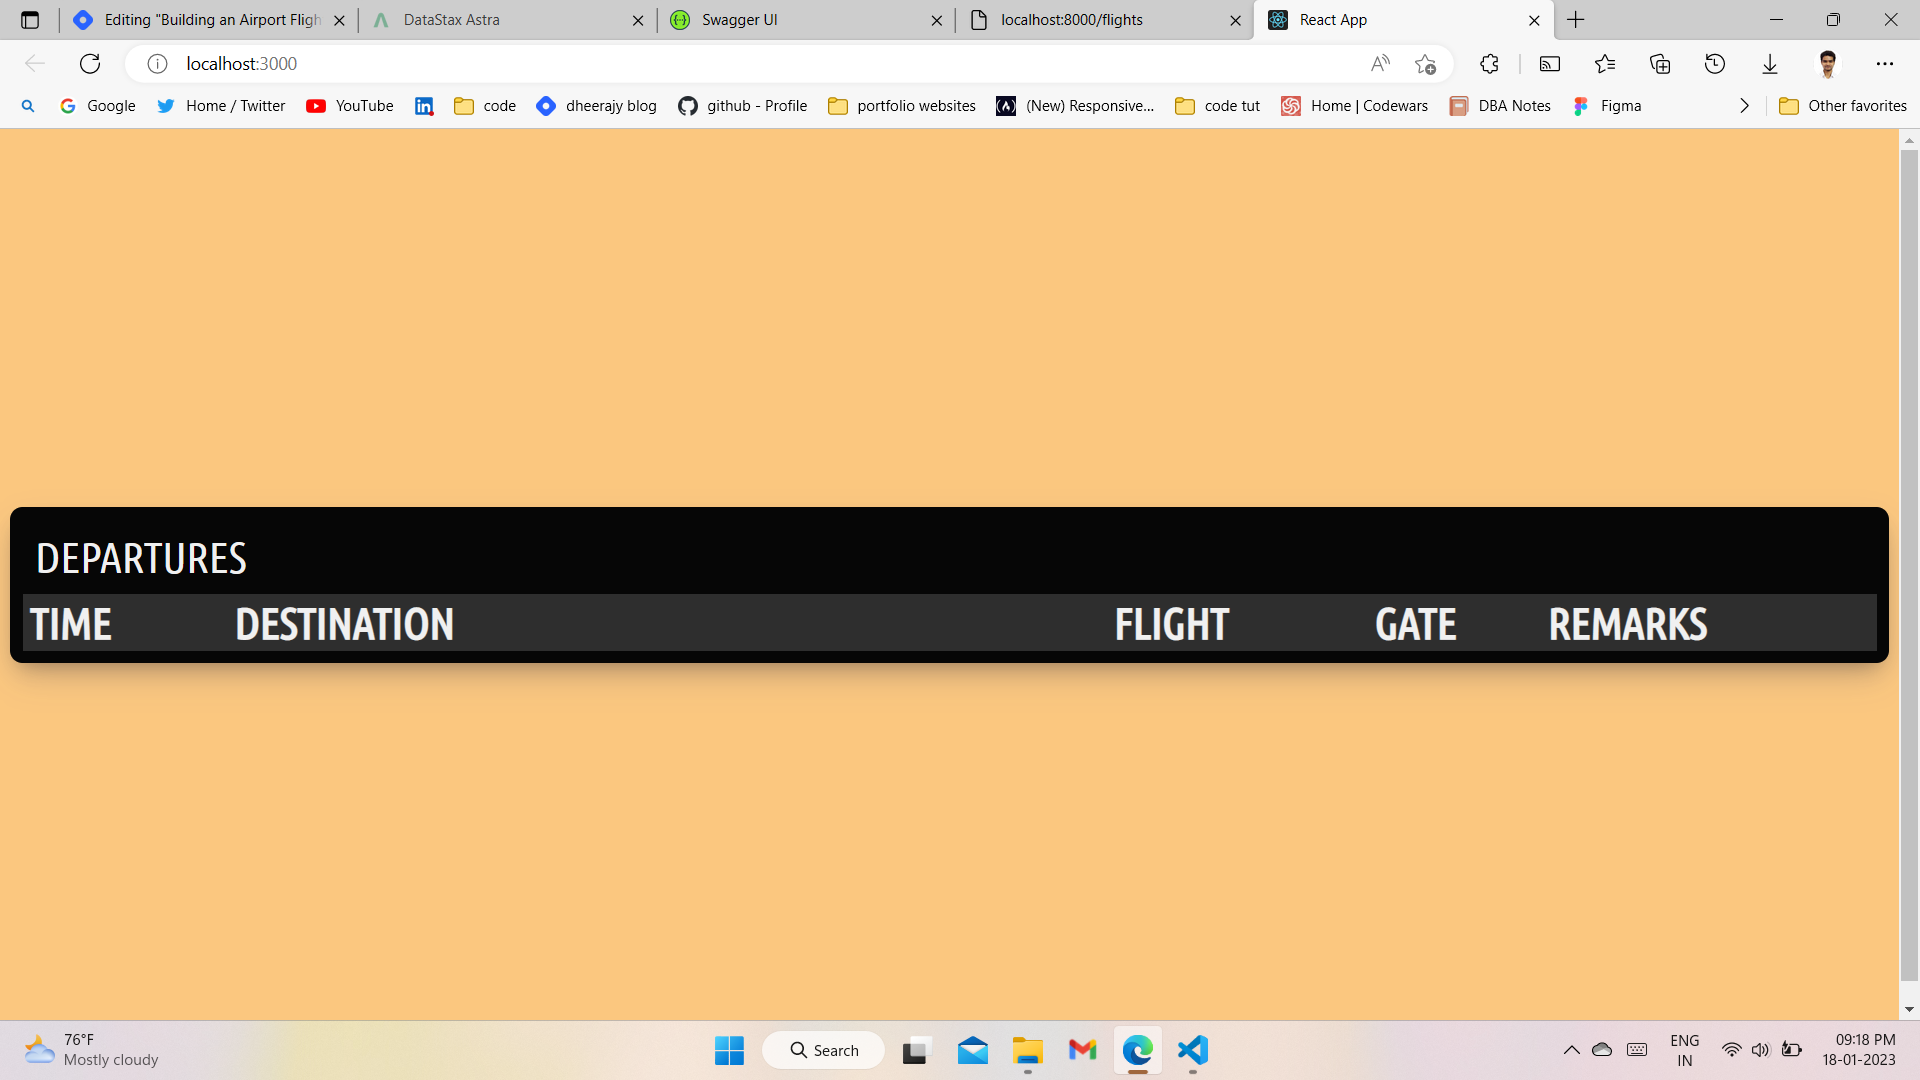 Editing "Building an Airport Fligh
DataStax Astra
Swagger UI
localhost:8000/flights
React App
localhost:3000
Google
Home / Twitter
YouTube
code
dheerajy blog
github - Profile
portfolio websites
(New) Responsive...
code tut
Home | Codewars
DBA Notes
Figma
Other favorites
DEPARTURES
TIME DESTINATION FLIGHT GATE REMARKS
76°F
Mostly cloudy
Search
ENG
IN
09:18 PM
18-01-2023